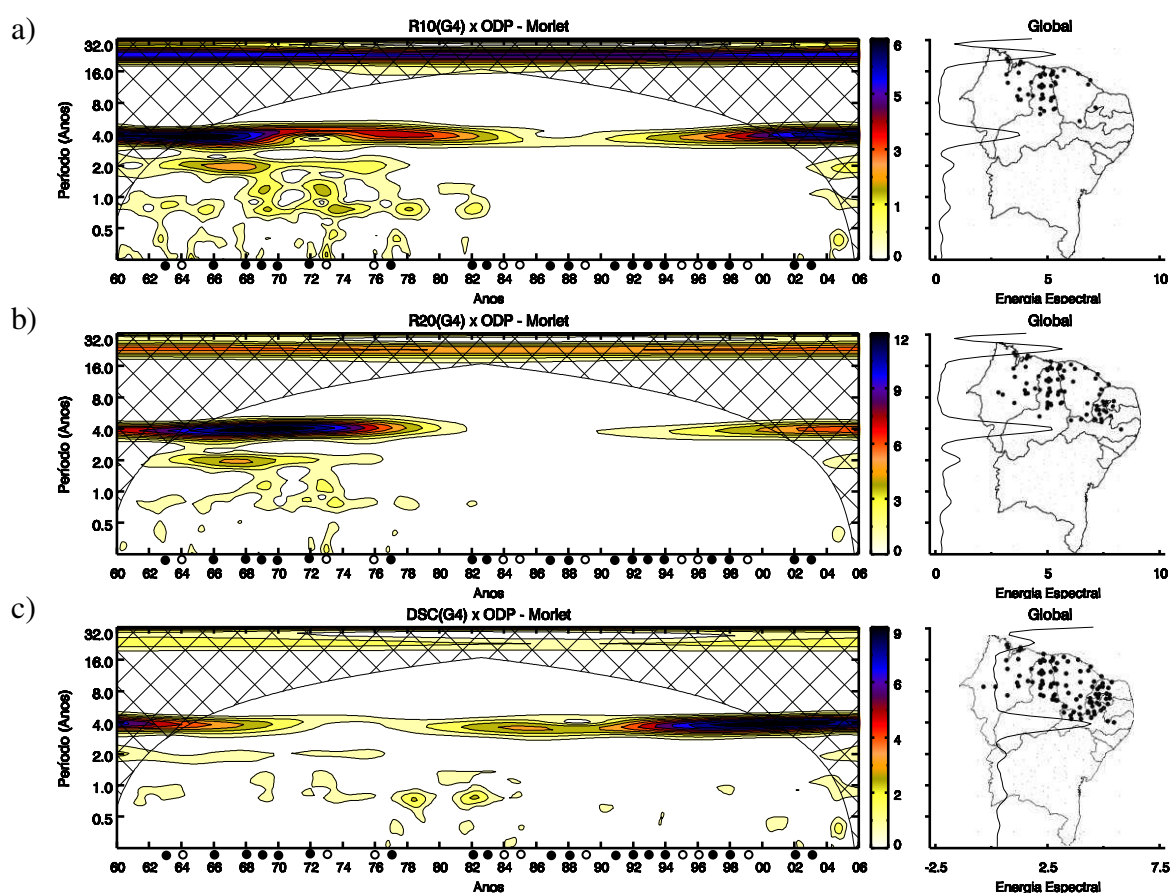 a)
R10(G4) x ODP - Morlet
Global
Período (Anos)
32.0
16.0
8.0
4.0
2.0
1.0
0.5
6
5
4
3
1
0
60 62 64 66 68 70 72 74 76 78 80 82 84 86 88 90 92 94 96 98 00 02 04 06
Anos
0 5 10
Energia Espectral
b)
R20(G4) x ODP - Morlet
Global
Período (Anos)
32.0
16.0
8.0
4.0
2.0
1.0
0.5
12
9
6
3
0
60 62 64 66 68 70 72 74 76 78 80 82 84 86 88 90 92 94 96 98 00 02 04 06
Anos
0 5 10
Energia Espectral
c)
DSC(G4) x ODP - Morlet
Global
Período (Anos)
32.0
16.0
8.0
4.0
2.0
1.0
0.5
9
6
4
2
0
60 62 64 66 68 70 72 74 76 78 80 82 84 86 88 90 92 94 96 98 00 02 04 06
Anos
-2.5 2.5 7.5
Energia Espectral